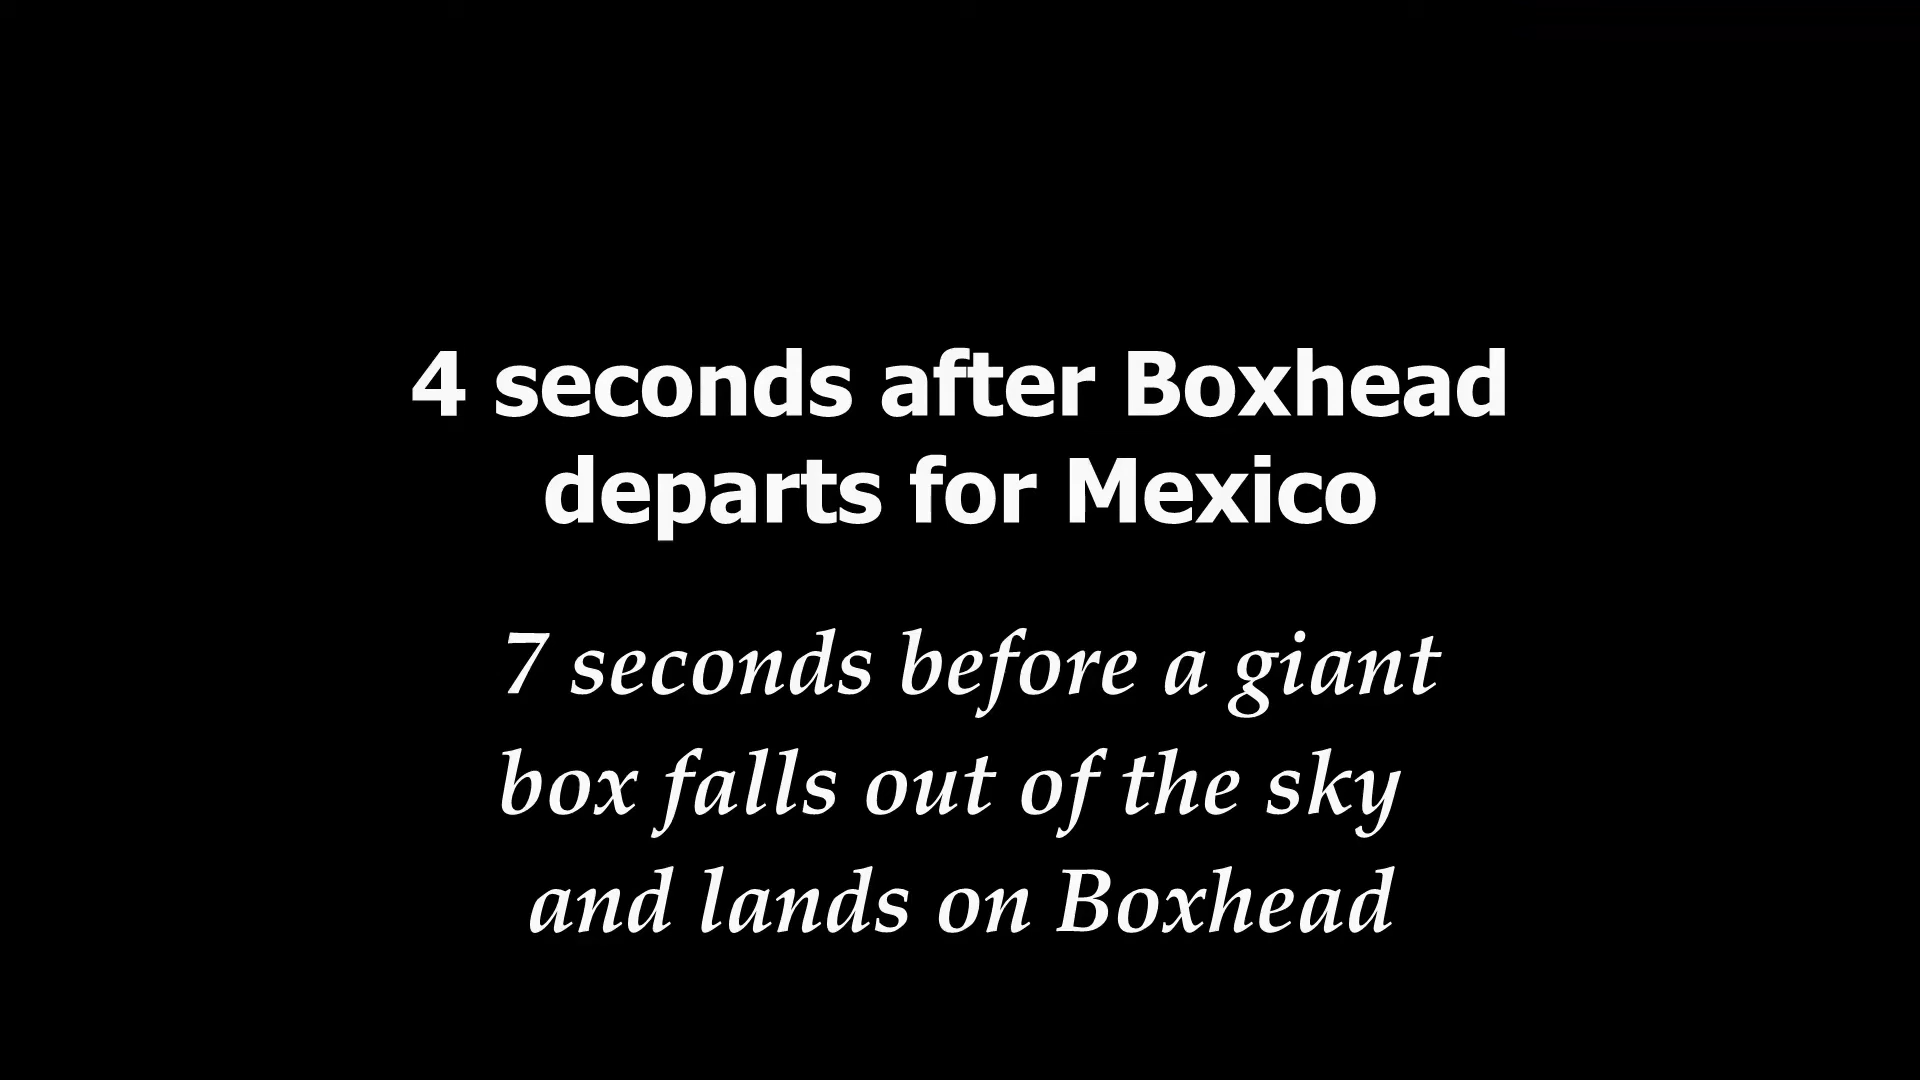 4 seconds after Boxhead
departs for Mexico
7 seconds before a giant
box falls out of the sky
and lands on Boxhead